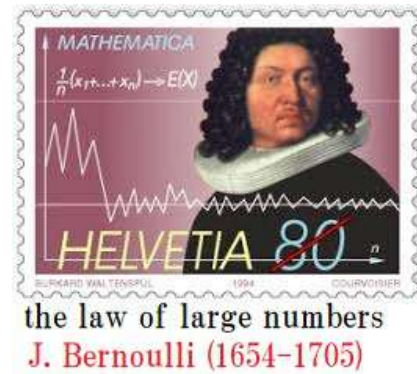 MATHEMATICA
1/n(x₁+...+xₙ)→E(X)
HELVETIA 80
n
BURKARD WALTENSPÜL 1994 COURVOISIER
the law of large numbers
J. Bernoulli (1654-1705)